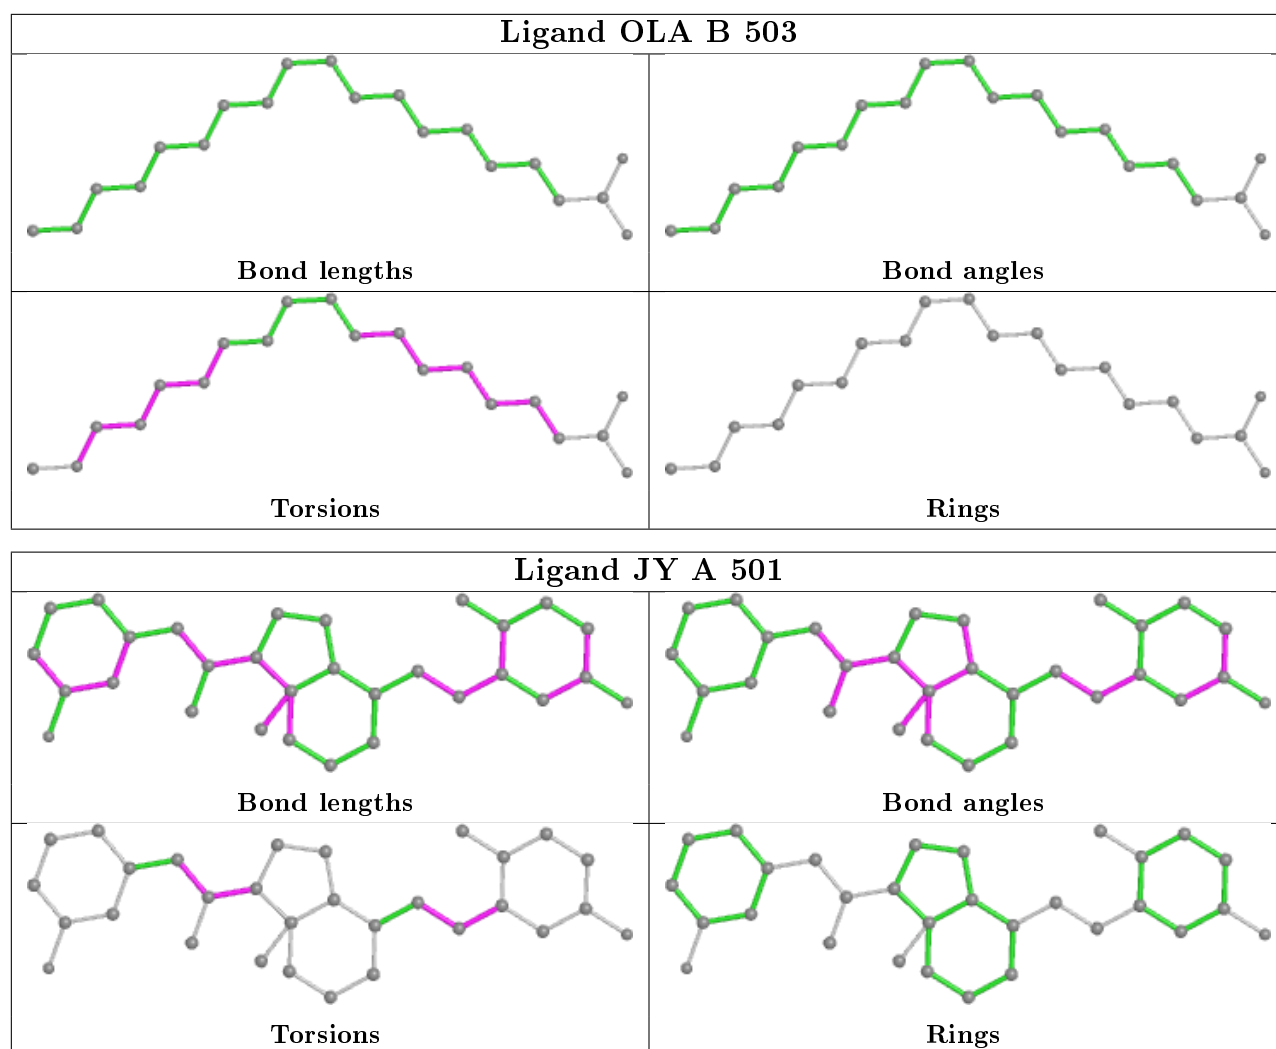 Ligand OLA B 503
Bond lengths
Bond angles
Torsions
Rings
Ligand JY A 501
Bond lengths
Bond angles
Torsions
Rings